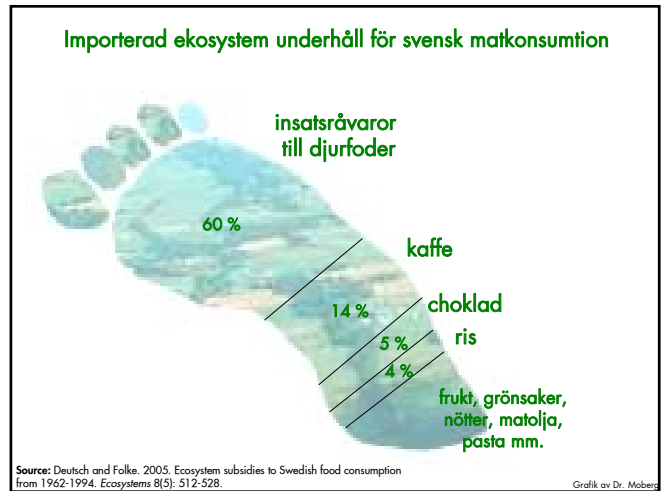 Importerad ekosystem underhåll för svensk matkonsumtion
insatsråvaror
till djurfoder
60 %
kaffe
14 %
choklad
5 %
ris
4 %
frukt, grönsaker,
nötter, matolja,
pasta mm.
Source: Deutsch and Folke. 2005. Ecosystem subsidies to Swedish food consumption
from 1962-1994. Ecosystems 8(5): 512-528.
Grafik av Dr. Moberg